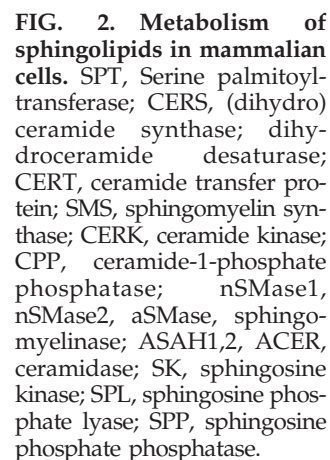 FIG. 2. Metabolism of
sphingolipids in mammalian
cells. SPT, Serine palmitoyl-
transferase; CERS, (dihydro)
ceramide synthase; dihy-
droceramide desaturase;
CERT, ceramide transfer pro-
tein; SMS, sphingomyelin syn-
thase; CERK, ceramide kinase;
CPP, ceramide-1-phosphate
phosphatase; nSMase1,
nSMase2, aSMase, sphingo-
myelinase; ASAH1,2, ACER,
ceramidase; SK, sphingosine
kinase; SPL, sphingosine phos-
phate lyase; SPP, sphingosine
phosphate phosphatase.